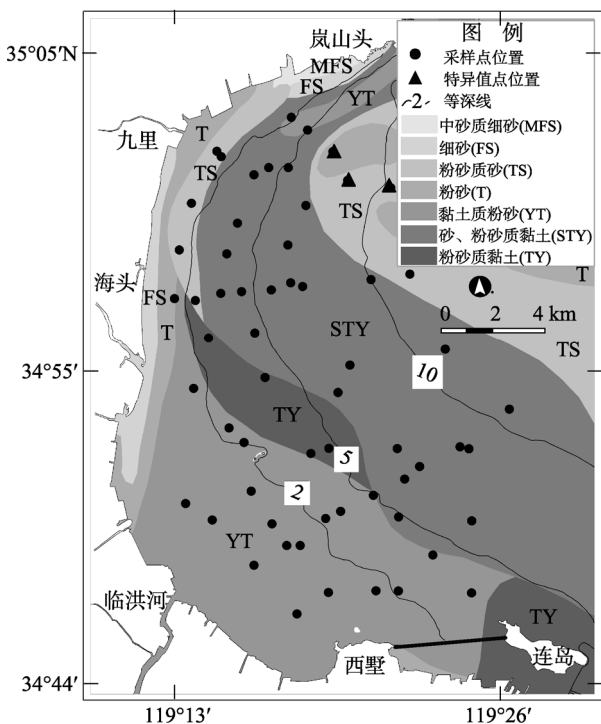 35°05′N
34°55′
34°44′
119°13′
119°26′
岚山头
MFS
FS
YT
T
九里
TS
TS
海头
FS
T
STY
TY
10
5
2
YT
临洪河
西墅
TY
连岛
T
TS
0 2 4 km
图 例
采样点位置
特异值点位置
2 等深线
中砂质细砂(MFS)
细砂(FS)
粉砂质砂(TS)
粉砂(T)
黏土质粉砂(YT)
砂、粉砂质黏土(STY)
粉砂质黏土(TY)